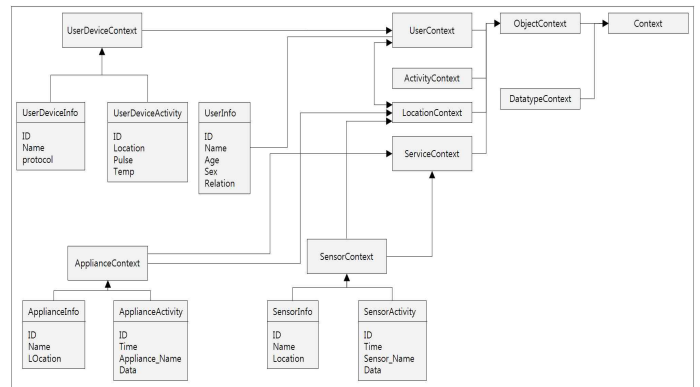 UserDeviceContext
UserContext
ObjectContext
Context
ActivityContext
DatatypeContext
LocationContext
ServiceContext
UserDeviceInfo
ID
Name
protocol
UserDeviceActivity
ID
Location
Pulse
Temp
UserInfo
ID
Name
Age
Sex
Relation
ApplianceContext
SensorContext
ApplianceInfo
ID
Name
LOcation
ApplianceActivity
ID
Time
Appliance_Name
Data
SensorInfo
ID
Name
Location
SensorActivity
ID
Time
Sensor_Name
Data